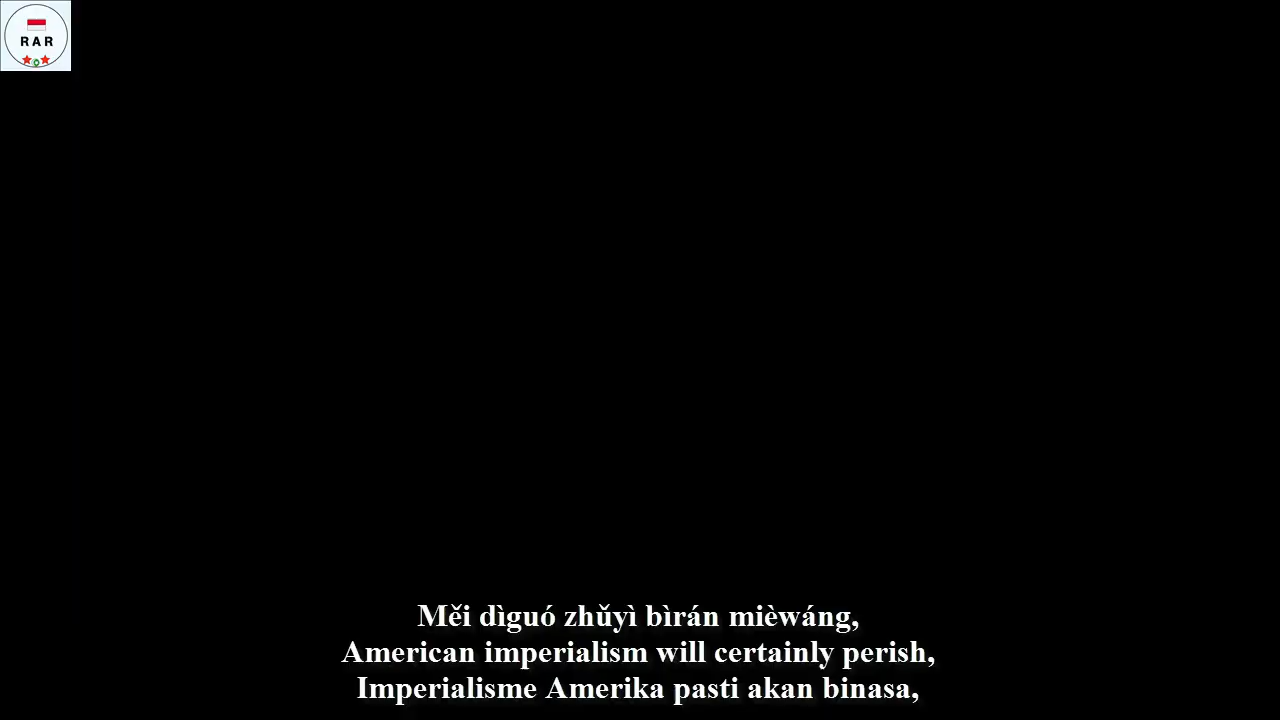 RAR
Měi dìguó zhǔyì bìrán mièwáng,
American imperialism will certainly perish,
Imperialisme Amerika pasti akan binasa,